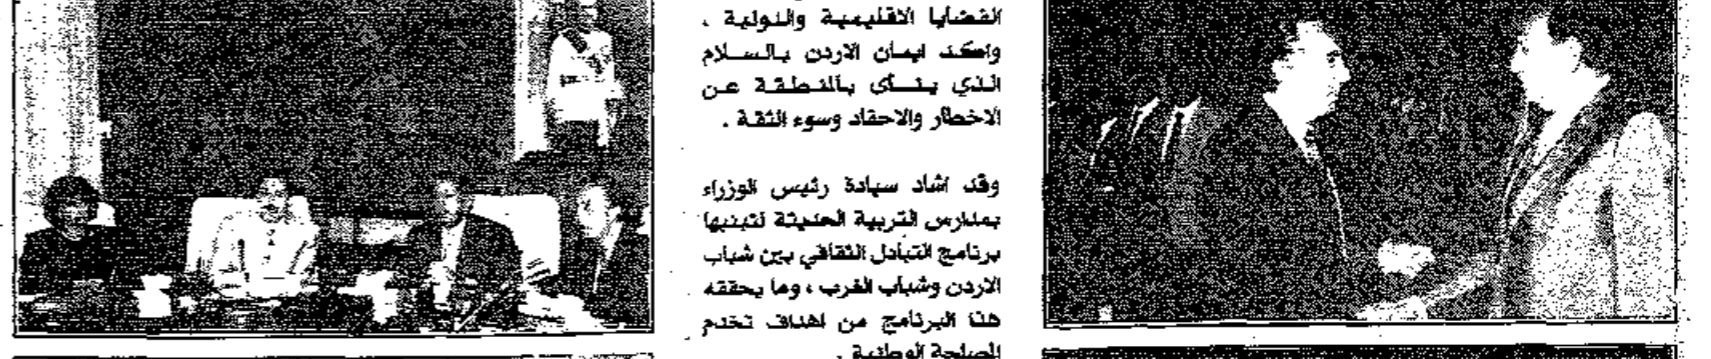 القضايا الاقليمية والدولية ،
واكد ايمان الاردن بالسلام
الذي ينأى بالمنطقة عن
الاخطار والاحقاد وسوء الثقة .
وقد اشاد سيادة رئيس الوزراء
بمدارس التربية الحديثة لتبنيها
برنامج التبادل الثقافي بين شباب
الاردن وشباب الغرب ، وما يحققه
هذا البرنامج من اهداف تخدم
المصلحة الوطنية .